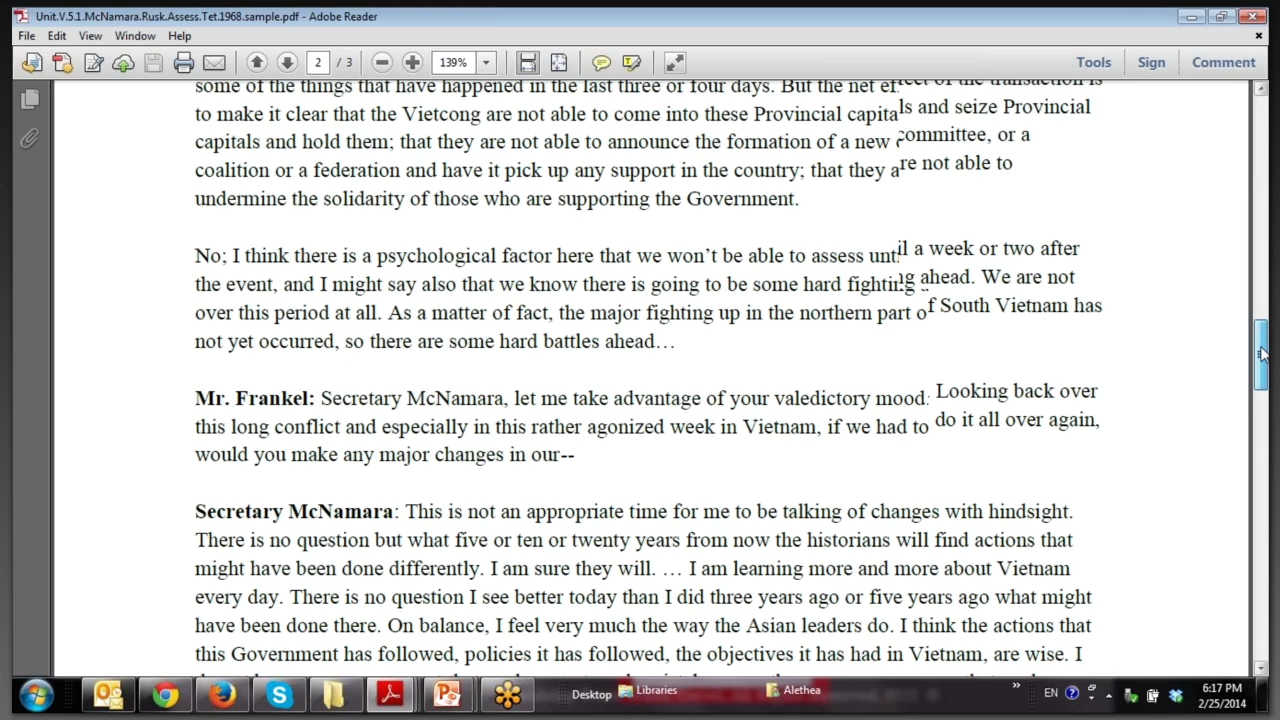 Unit.V.5.1.McNamara.Rusk.Assess.Tet.1968.sample.pdf - Adobe Reader
File Edit View Window Help
2 / 3 139% Tools Sign Comment
some of the things that have happened in the last three or four days. But the net effect of the transaction is
to make it clear that the Vietcong are not able to come into these Provincial capitals and seize Provincial
capitals and hold them; that they are not able to announce the formation of a new committee, or a
coalition or a federation and have it pick up any support in the country; that they are not able to
undermine the solidarity of those who are supporting the Government.
No; I think there is a psychological factor here that we won’t be able to assess until a week or two after
the event, and I might say also that we know there is going to be some hard fighting ahead. We are not
over this period at all. As a matter of fact, the major fighting up in the northern part of South Vietnam has
not yet occurred, so there are some hard battles ahead…
Mr. Frankel: Secretary McNamara, let me take advantage of your valedictory mood. Looking back over
this long conflict and especially in this rather agonized week in Vietnam, if we had to do it all over again,
would you make any major changes in our--
Secretary McNamara: This is not an appropriate time for me to be talking of changes with hindsight.
There is no question but what five or ten or twenty years from now the historians will find actions that
might have been done differently. I am sure they will. … I am learning more and more about Vietnam
every day. There is no question I see better today than I did three years ago or five years ago what might
have been done there. On balance, I feel very much the way the Asian leaders do. I think the actions that
this Government has followed, policies it has followed, the objectives it has had in Vietnam, are wise. I
Desktop Libraries Alethea » EN 6:17 PM
2/25/2014